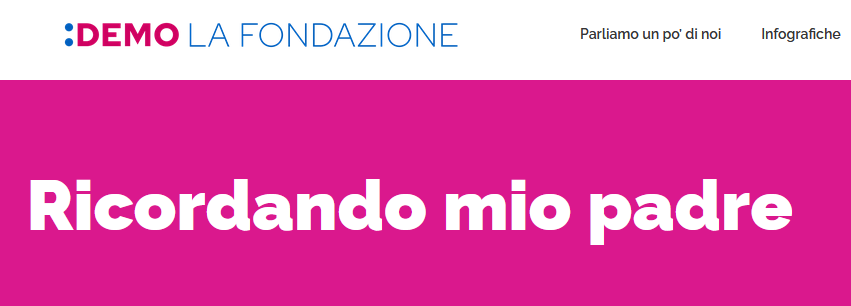 :DEMO LA FONDAZIONE
Parliamo un po' di noi
Infografiche
Ricordando mio padre